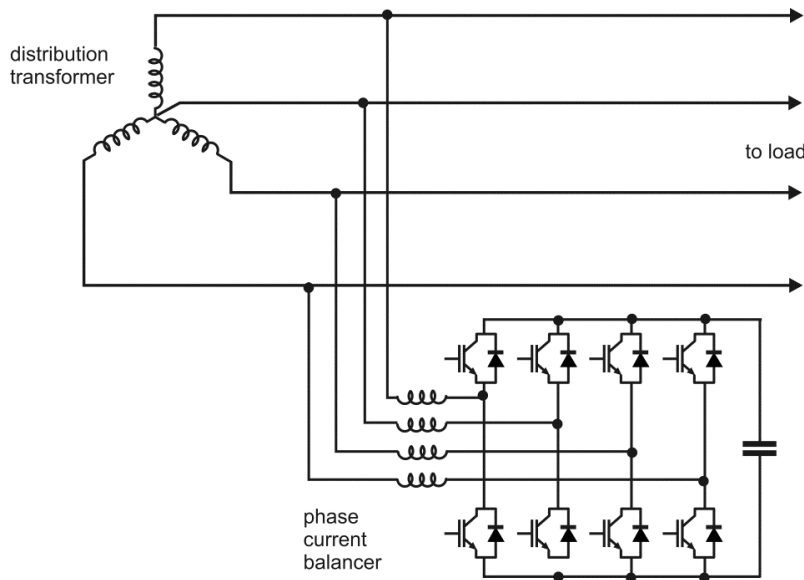 distribution
transformer
to load
phase
current
balancer